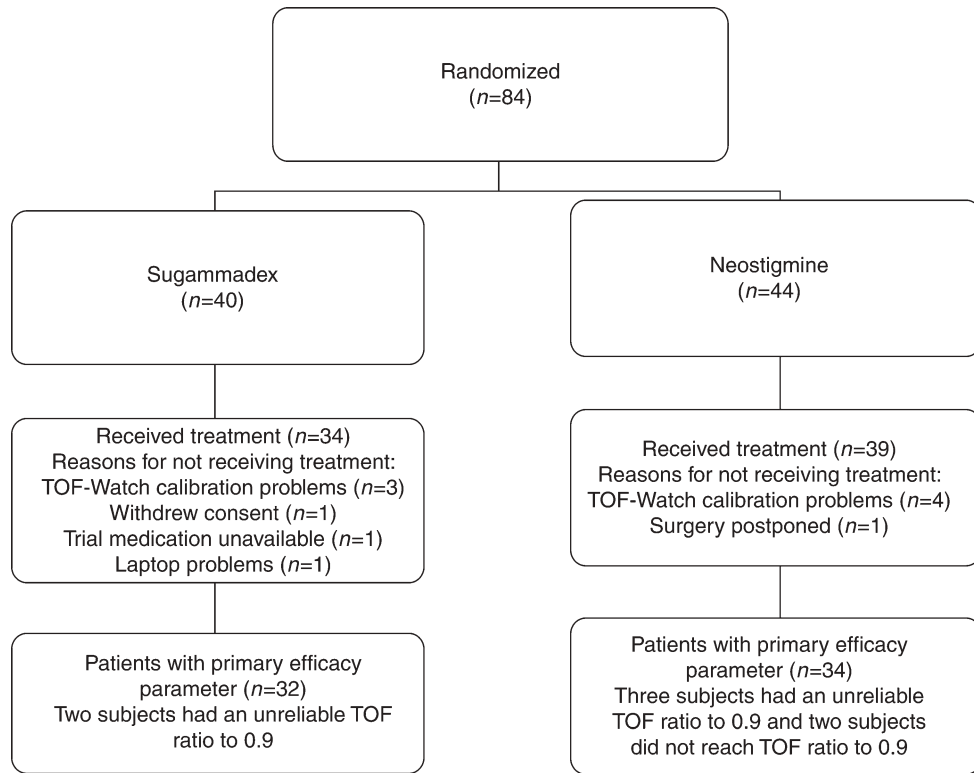 Randomized
(n=84)
Sugammadex
(n=40)
Neostigmine
(n=44)
Received treatment (n=34)
Reasons for not receiving treatment:
TOF-Watch calibration problems (n=3)
Withdrew consent (n=1)
Trial medication unavailable (n=1)
Laptop problems (n=1)
Received treatment (n=39)
Reasons for not receiving treatment:
TOF-Watch calibration problems (n=4)
Surgery postponed (n=1)
Patients with primary efficacy
parameter (n=32)
Two subjects had an unreliable TOF
ratio to 0.9
Patients with primary efficacy
parameter (n=34)
Three subjects had an unreliable
TOF ratio to 0.9 and two subjects
did not reach TOF ratio to 0.9